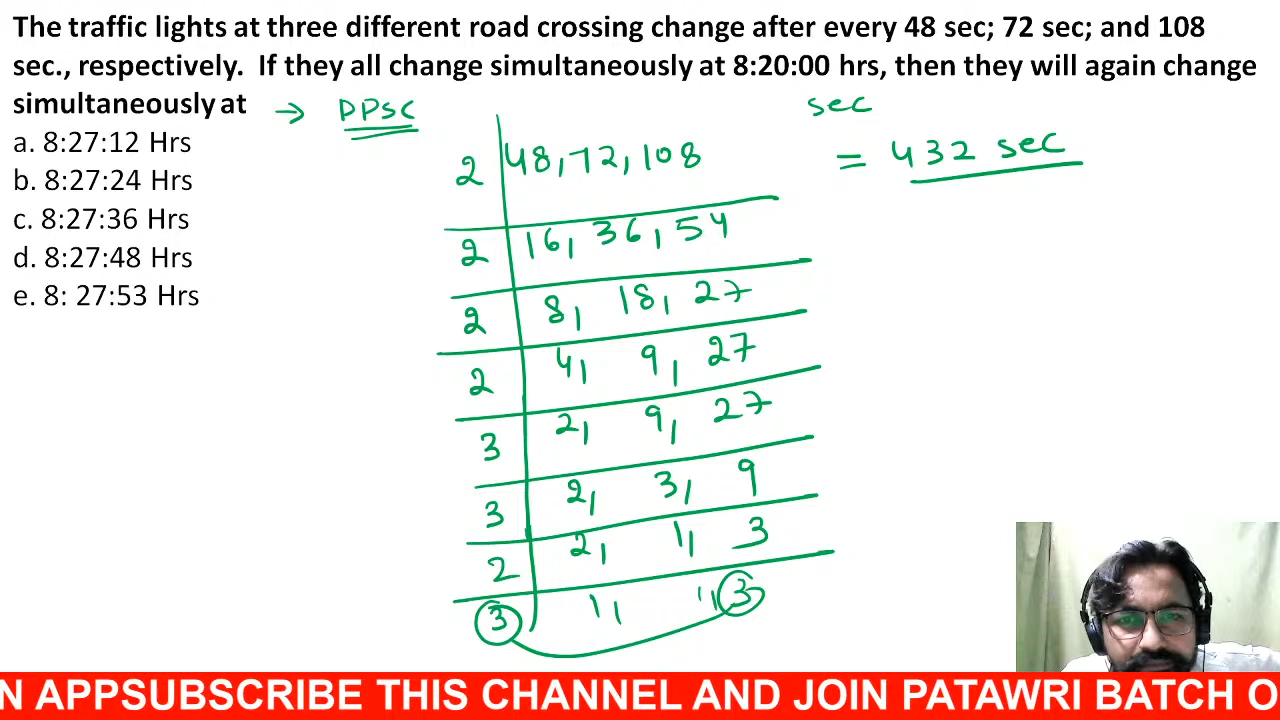 The traffic lights at three different road crossing change after every 48 sec; 72 sec; and 108
sec., respectively.  If they all change simultaneously at 8:20:00 hrs, then they will again change
simultaneously at → DPSC
sec
a. 8:27:12 Hrs
b. 8:27:24 Hrs
c. 8:27:36 Hrs
d. 8:27:48 Hrs
e. 8: 27:53 Hrs
2 48, 72, 108
= 432 sec
2 16, 36, 54
2 8, 18, 27
2 4, 9, 27
3 2, 9, 27
3 2, 3, 9
2 2, 1, 3
3 1, 1, 3
N APPSUBSCRIBE THIS CHANNEL AND JOIN PATAWRI BATCH O